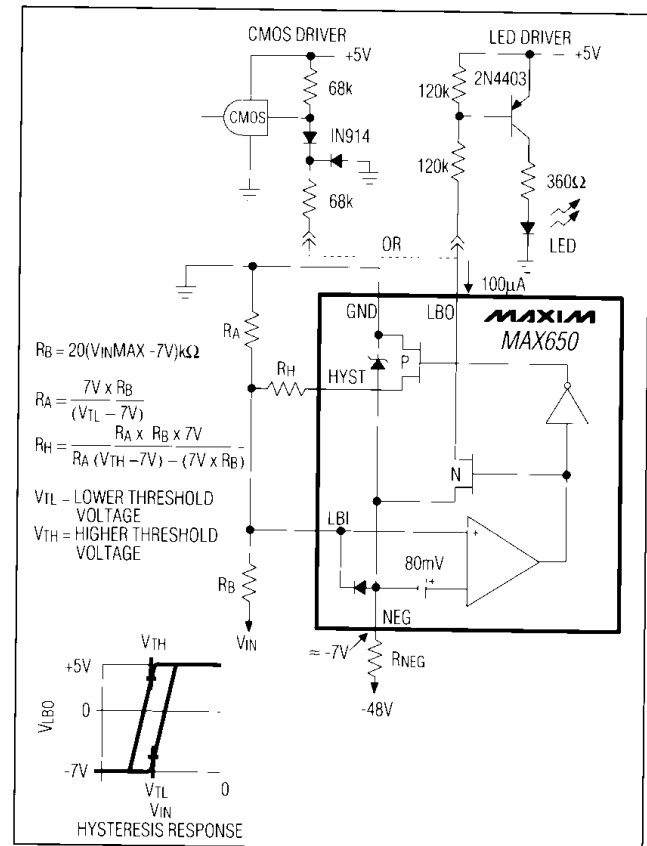 CMOS DRIVER
LED DRIVER
+5V
+5V
68k
2N4403
120k
CMOS
IN914
120k
68k
360Ω
OR
LED
100µA
GND
LBO
MAXIM
MAX650
RA
P
RB = 20(VINMAX -7V)kΩ
RH
HYST
RA = 7V x RB / (VTL - 7V)
RH = RA x RB x 7V / RA (VTH -7V) - (7V x RB)
N
VTL - LOWER THRESHOLD
VOLTAGE
VTH = HIGHER THRESHOLD
VOLTAGE
LBI
+
80mV
+
RB
NEG
VIN
≈ -7V
RNEG
-48V
VTH
+5V
VLBO
0
-7V
VTL
0
VIN
HYSTERESIS RESPONSE